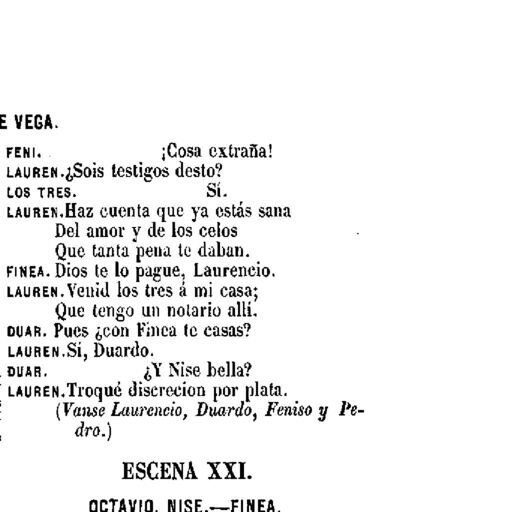 E VEGA.
FENI. ¡Cosa extraña!
LAUREN.¿Sois testigos desto?
LOS TRES. Sí.
LAUREN.Haz cuenta que ya estás sana
Del amor y de los celos
Que tanta pena te daban.
FINEA. Dios te lo pague, Laurencio.
LAUREN.Venid los tres á mi casa;
Que tengo un notario allí.
DUAR. Pues ¿con Finea te casas?
LAUREN.Sí, Duardo.
DUAR. ¿Y Nise bella?
LAUREN.Troqué discrecion por plata.
(Vanse Laurencio, Duardo, Feniso y Pe-
dro.)
ESCENA XXI.
OCTAVIO, NISE.—FINEA.